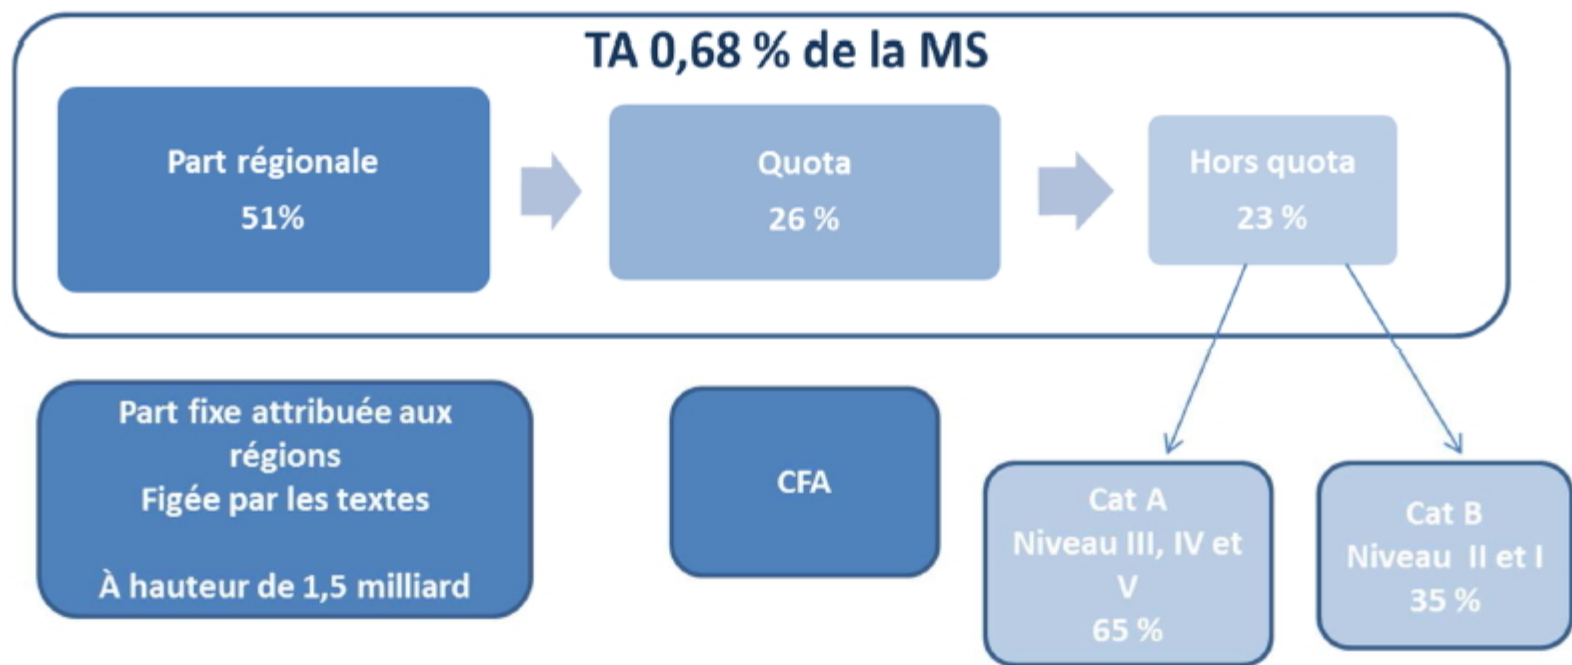 TA 0,68 % de la MS
Part régionale
51%
Quota
26 %
Hors quota
23 %
Part fixe attribuée aux
régions
Figée par les textes
À hauteur de 1,5 milliard
CFA
Cat A
Niveau III, IV et
V
65 %
Cat B
Niveau II et I
35 %